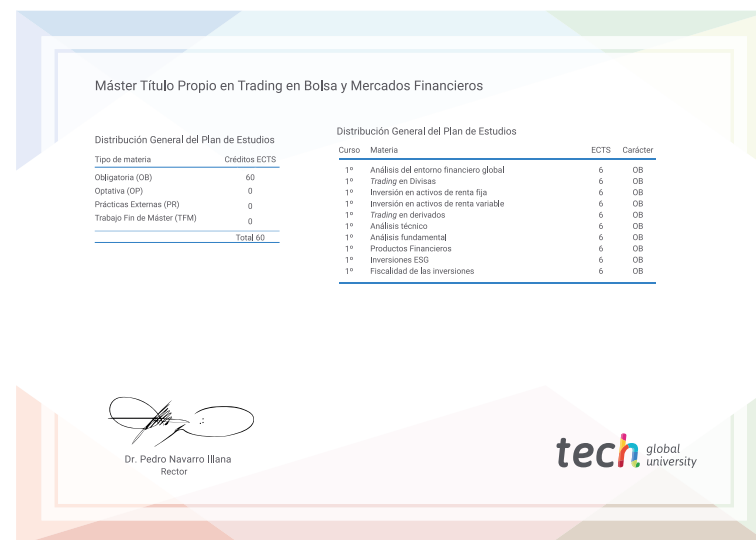 Máster Título Propio en Trading en Bolsa y Mercados Financieros
Distribución General del Plan de Estudios
Tipo de materia Créditos ECTS
Obligatoria (OB) 60
Optativa (OP) 0
Prácticas Externas (PR) 0
Trabajo Fin de Máster (TFM) 0
Total 60
Distribución General del Plan de Estudios
Curso Materia ECTS Carácter
1º Análisis del entorno financiero global 6 OB
1º Trading en Divisas 6 OB
1º Inversión en activos de renta fija 6 OB
1º Inversión en activos de renta variable 6 OB
1º Trading en derivados 6 OB
1º Análisis técnico 6 OB
1º Análisis fundamental 6 OB
1º Productos Financieros 6 OB
1º Inversiones ESG 6 OB
1º Fiscalidad de las inversiones 6 OB
Dr. Pedro Navarro Illana
Rector
tech global
university